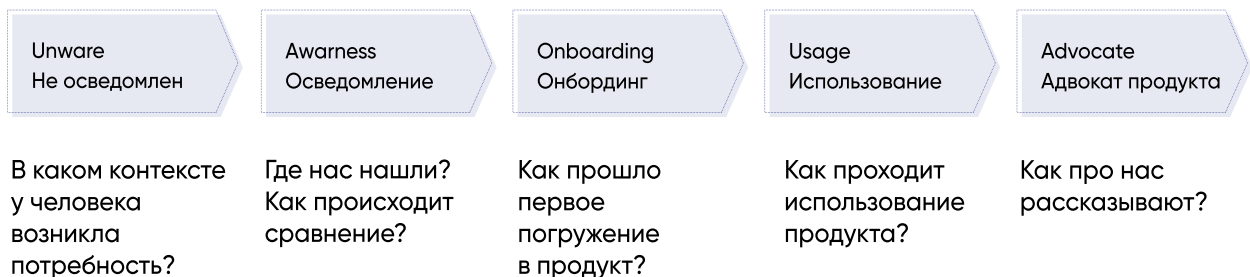 Unware
Не осведомлен
Awarness
Осведомление
Onboarding
Онбординг
Usage
Использование
Advocate
Адвокат продукта
В каком контексте
у человека
возникла
потребность?
Где нас нашли?
Как происходит
сравнение?
Как прошло
первое
погружение
в продукт?
Как проходит
использование
продукта?
Как про нас
рассказывают?